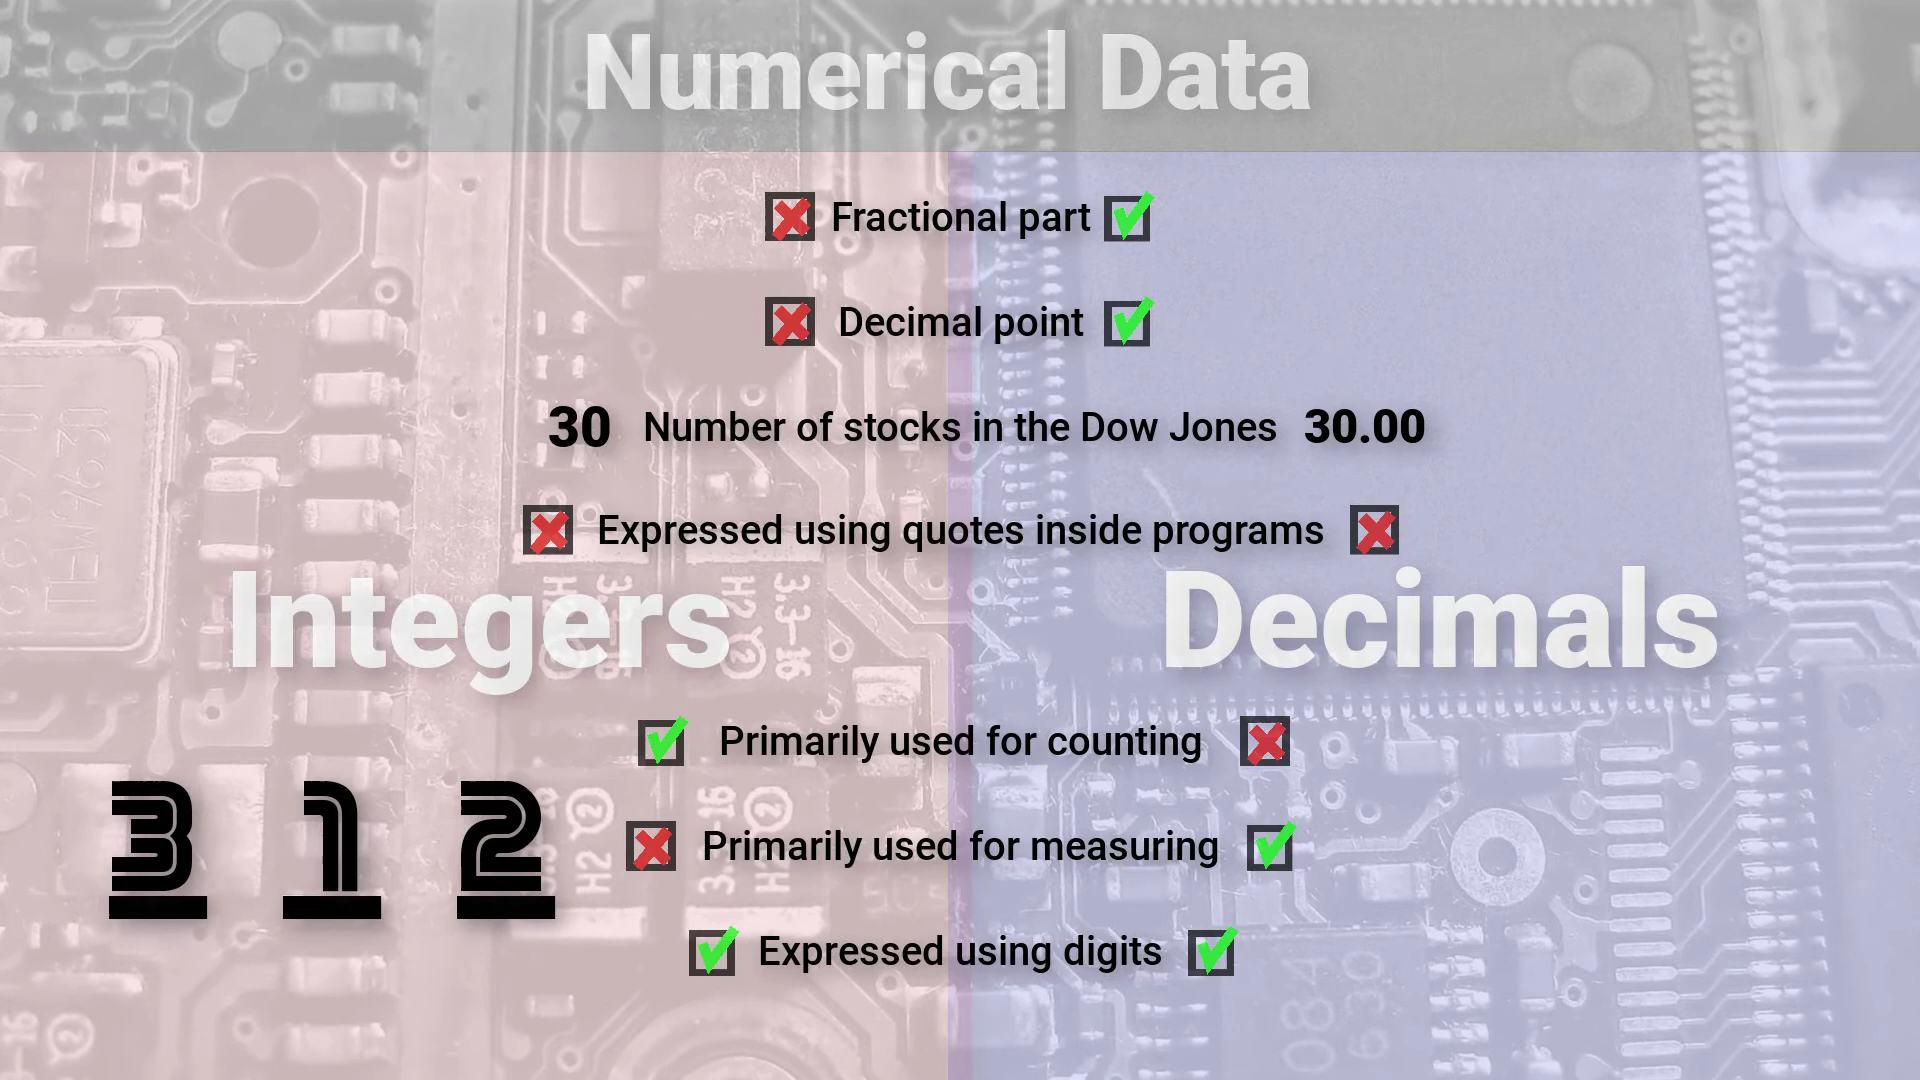 Numerical Data
Fractional part
Decimal point
30 Number of stocks in the Dow Jones 30.00
Expressed using quotes inside programs
Integers Decimals
Primarily used for counting
Primarily used for measuring
3 1 2
Expressed using digits